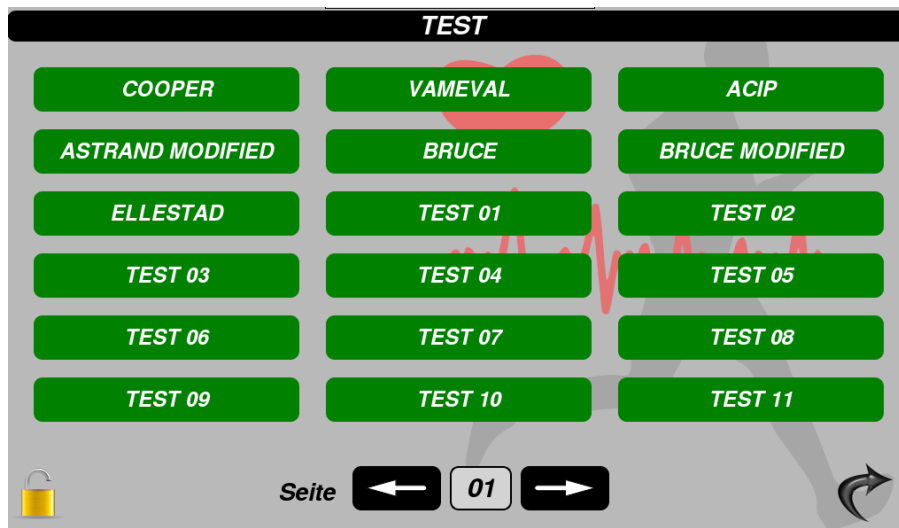 TEST
COOPER VAMEVAL ACIP
ASTRAND MODIFIED BRUCE BRUCE MODIFIED
ELLESTAD TEST 01 TEST 02
TEST 03 TEST 04 TEST 05
TEST 06 TEST 07 TEST 08
TEST 09 TEST 10 TEST 11
Seite 01